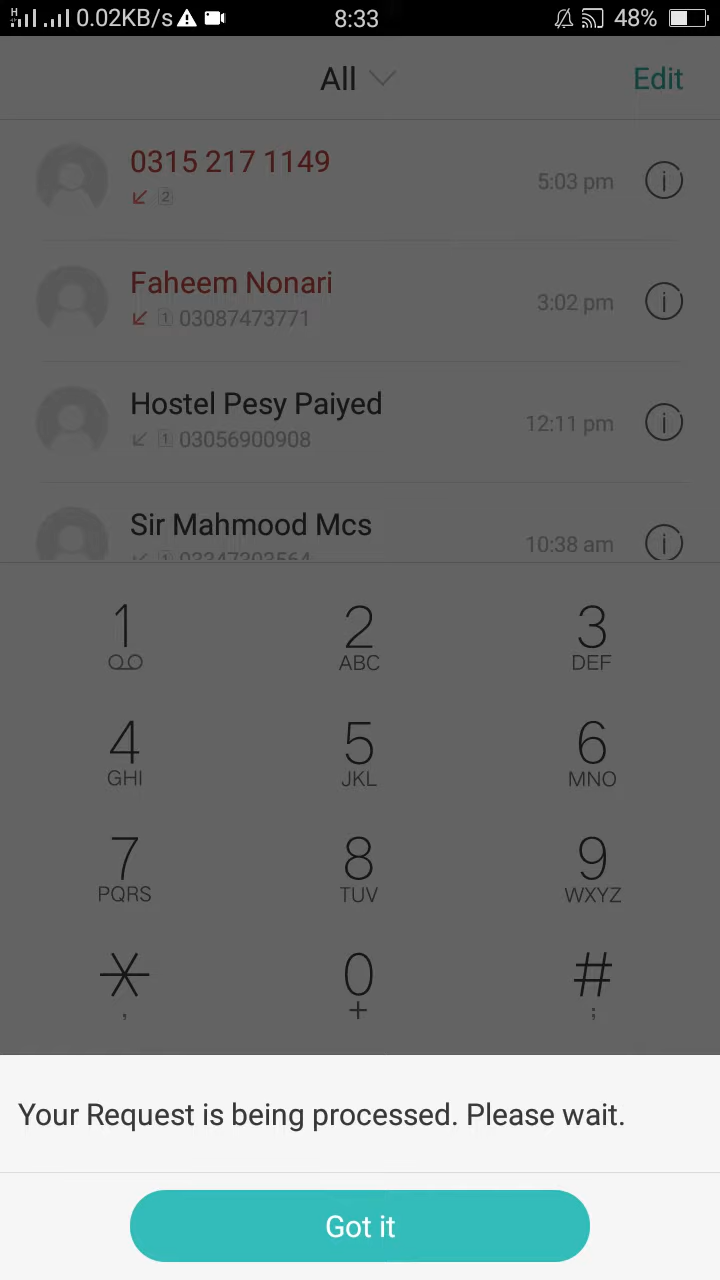 H 0.02KB/s 8:33 48%
All Edit
0315 217 1149
2 5:03 pm
Faheem Nonari
1 03087473771 3:02 pm
Hostel Pesy Paiyed
1 03056900908 12:11 pm
Sir Mahmood Mcs
1 03347303564 10:38 am
1 2 3
ABC DEF
4 5 6
GHI JKL MNO
7 8 9
PQRS TUV WXYZ
* 0 #
, + ;
Your Request is being processed. Please wait.
Got it